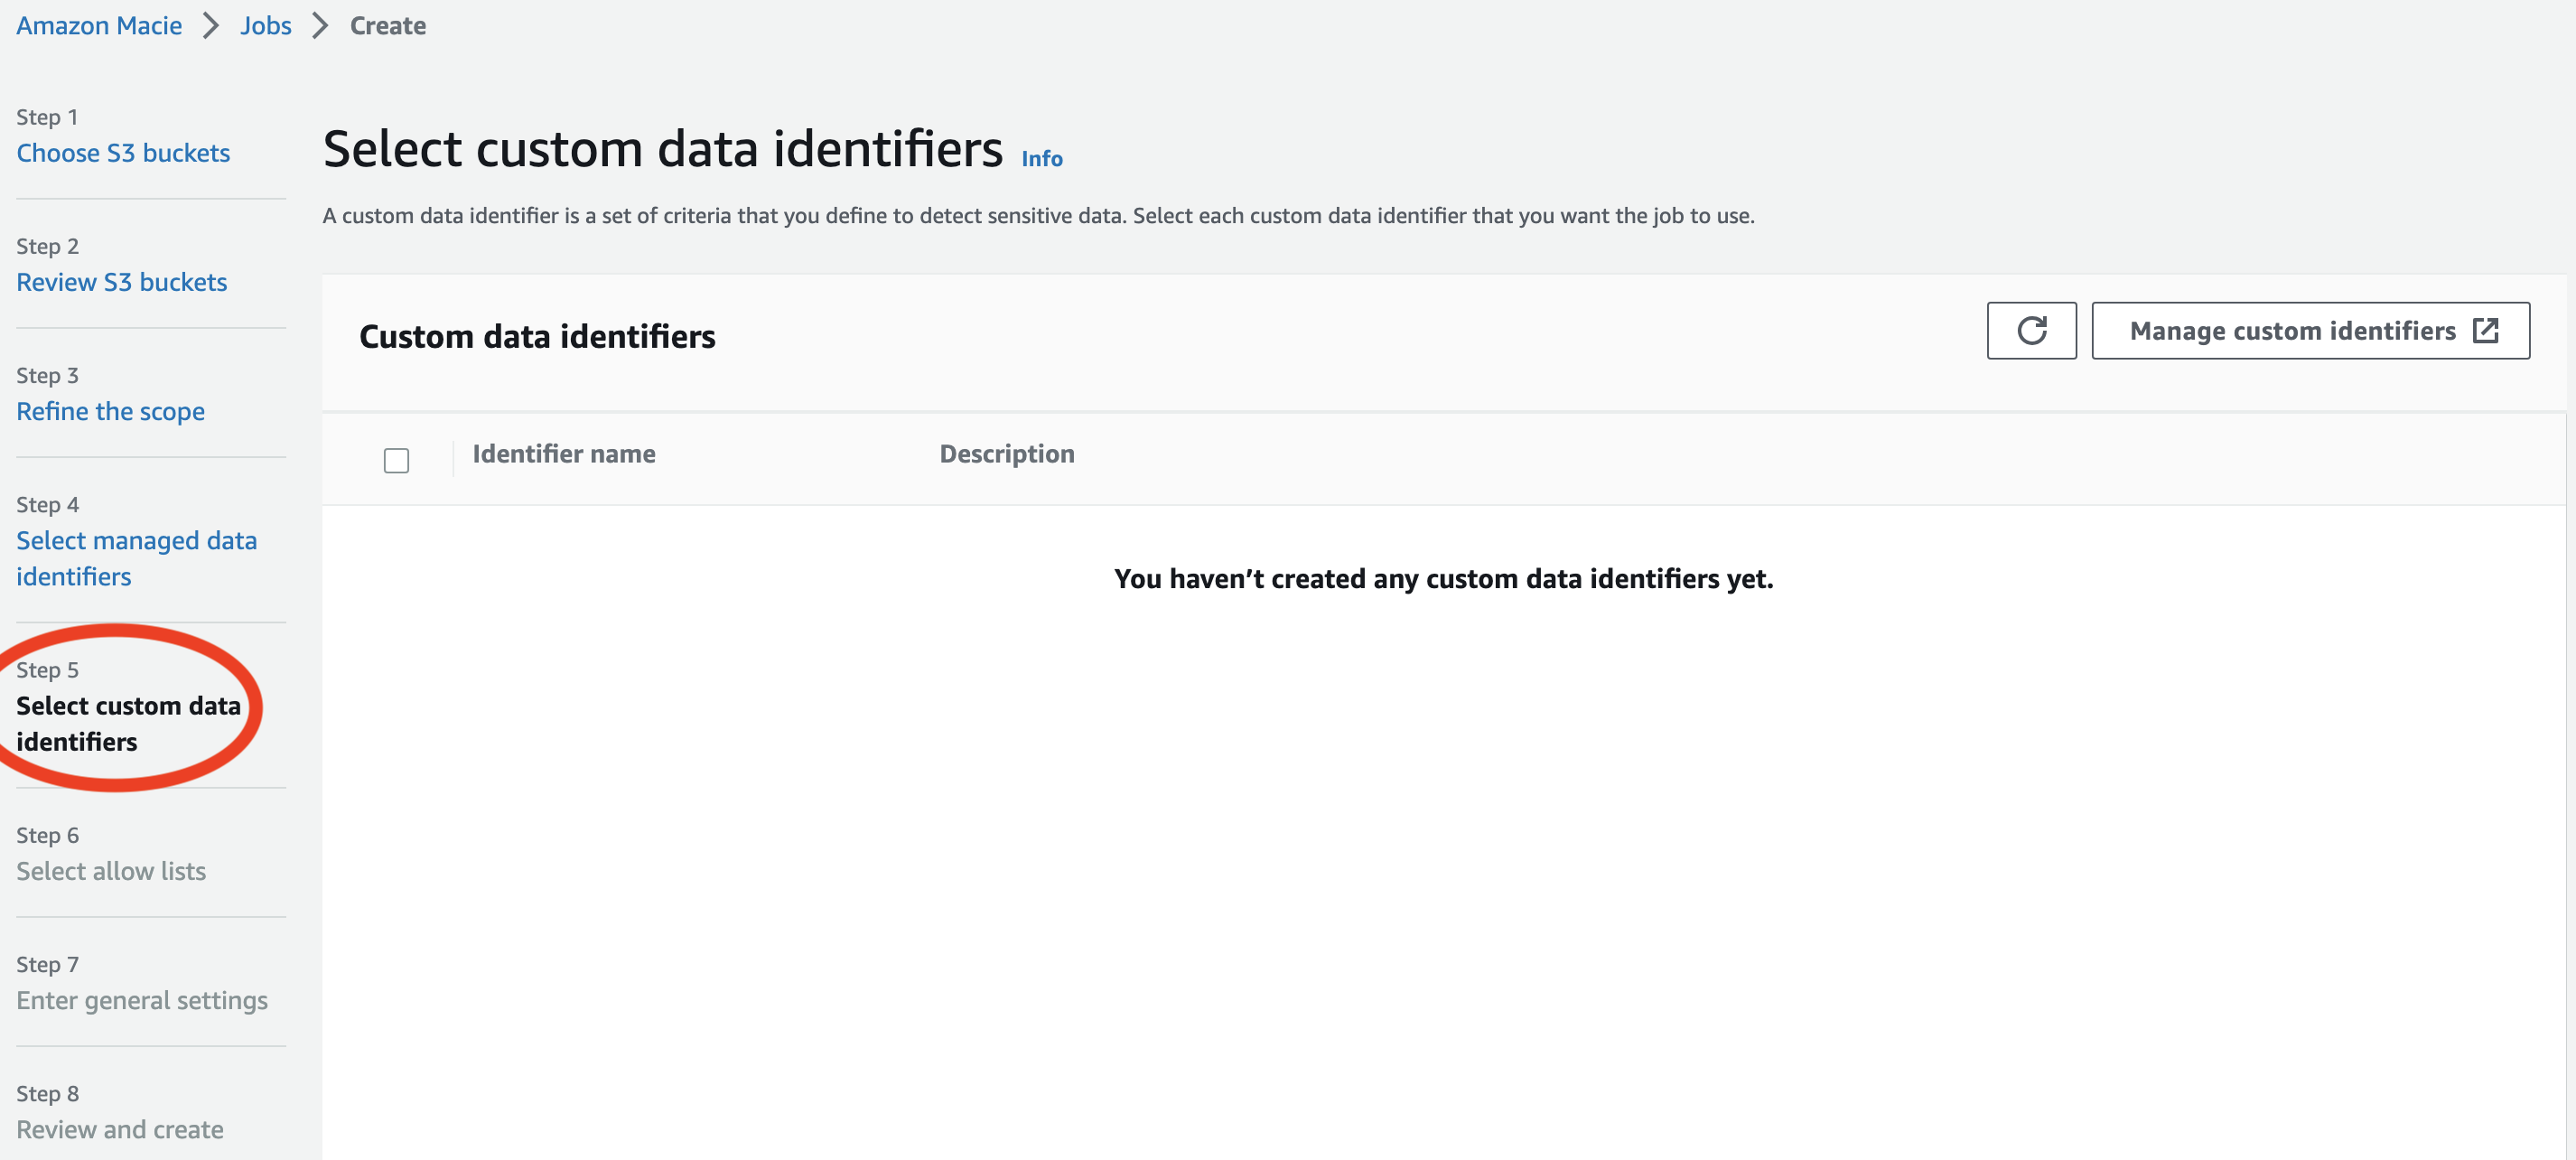 Amazon Macie > Jobs > Create
Step 1
Choose S3 buckets
Step 2
Review S3 buckets
Step 3
Refine the scope
Step 4
Select managed data
identifiers
Step 5
Select custom data
identifiers
Step 6
Select allow lists
Step 7
Enter general settings
Step 8
Review and create
Select custom data identifiers Info
A custom data identifier is a set of criteria that you define to detect sensitive data. Select each custom data identifier that you want the job to use.
Custom data identifiers
Manage custom identifiers
Identifier name Description
You haven’t created any custom data identifiers yet.